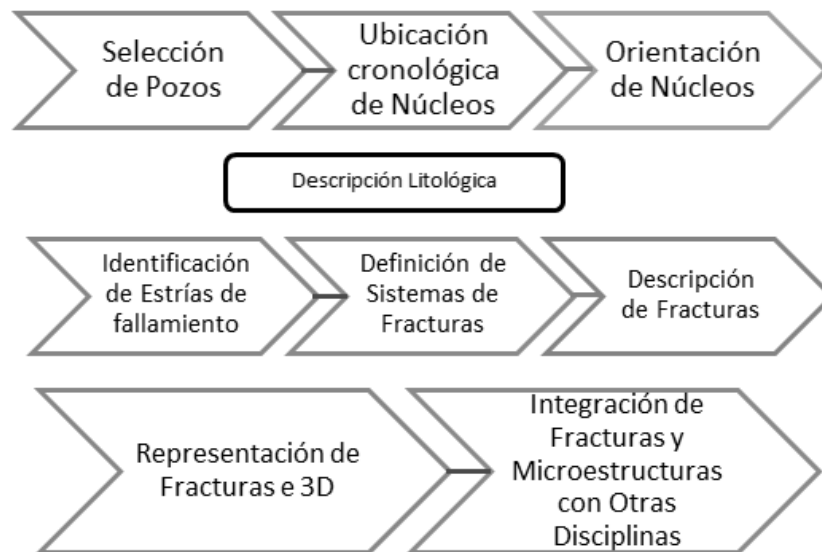 Selección
de Pozos
Ubicación
cronológica
de Núcleos
Orientación
de Núcleos
Descripción Litológica
Identificación
de Estrías de
fallamiento
Definición de
Sistemas de
Fracturas
Descripción
de Fracturas
Representación de
Fracturas e 3D
Integración de
Fracturas y
Microestructuras
con Otras
Disciplinas